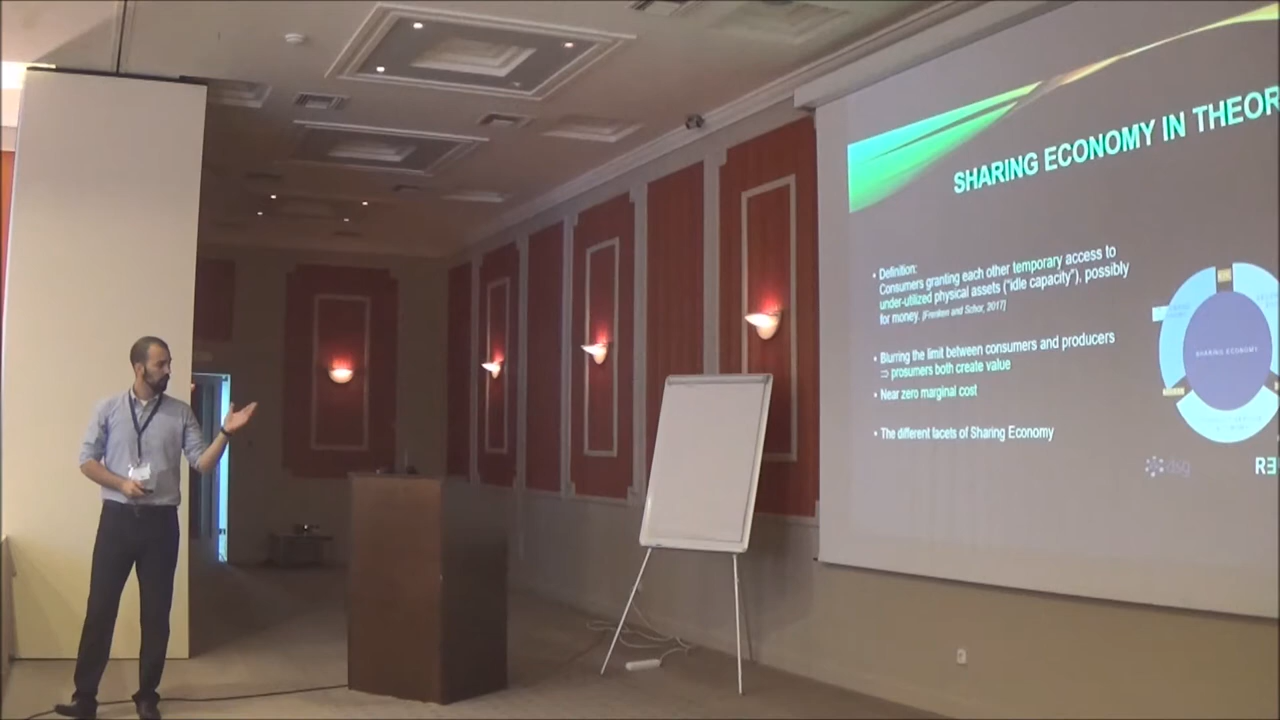 SHARING ECONOMY IN THEOR
• Definition:
Consumers granting each other temporary access to
under-utilized physical assets ("idle capacity"), possibly
for money. [Frenken and Schor, 2017]
• Blurring the limit between consumers and producers
⇒ prosumers both create value
• Near zero marginal cost
• The different facets of Sharing Economy
SHARING ECONOMY
dsg